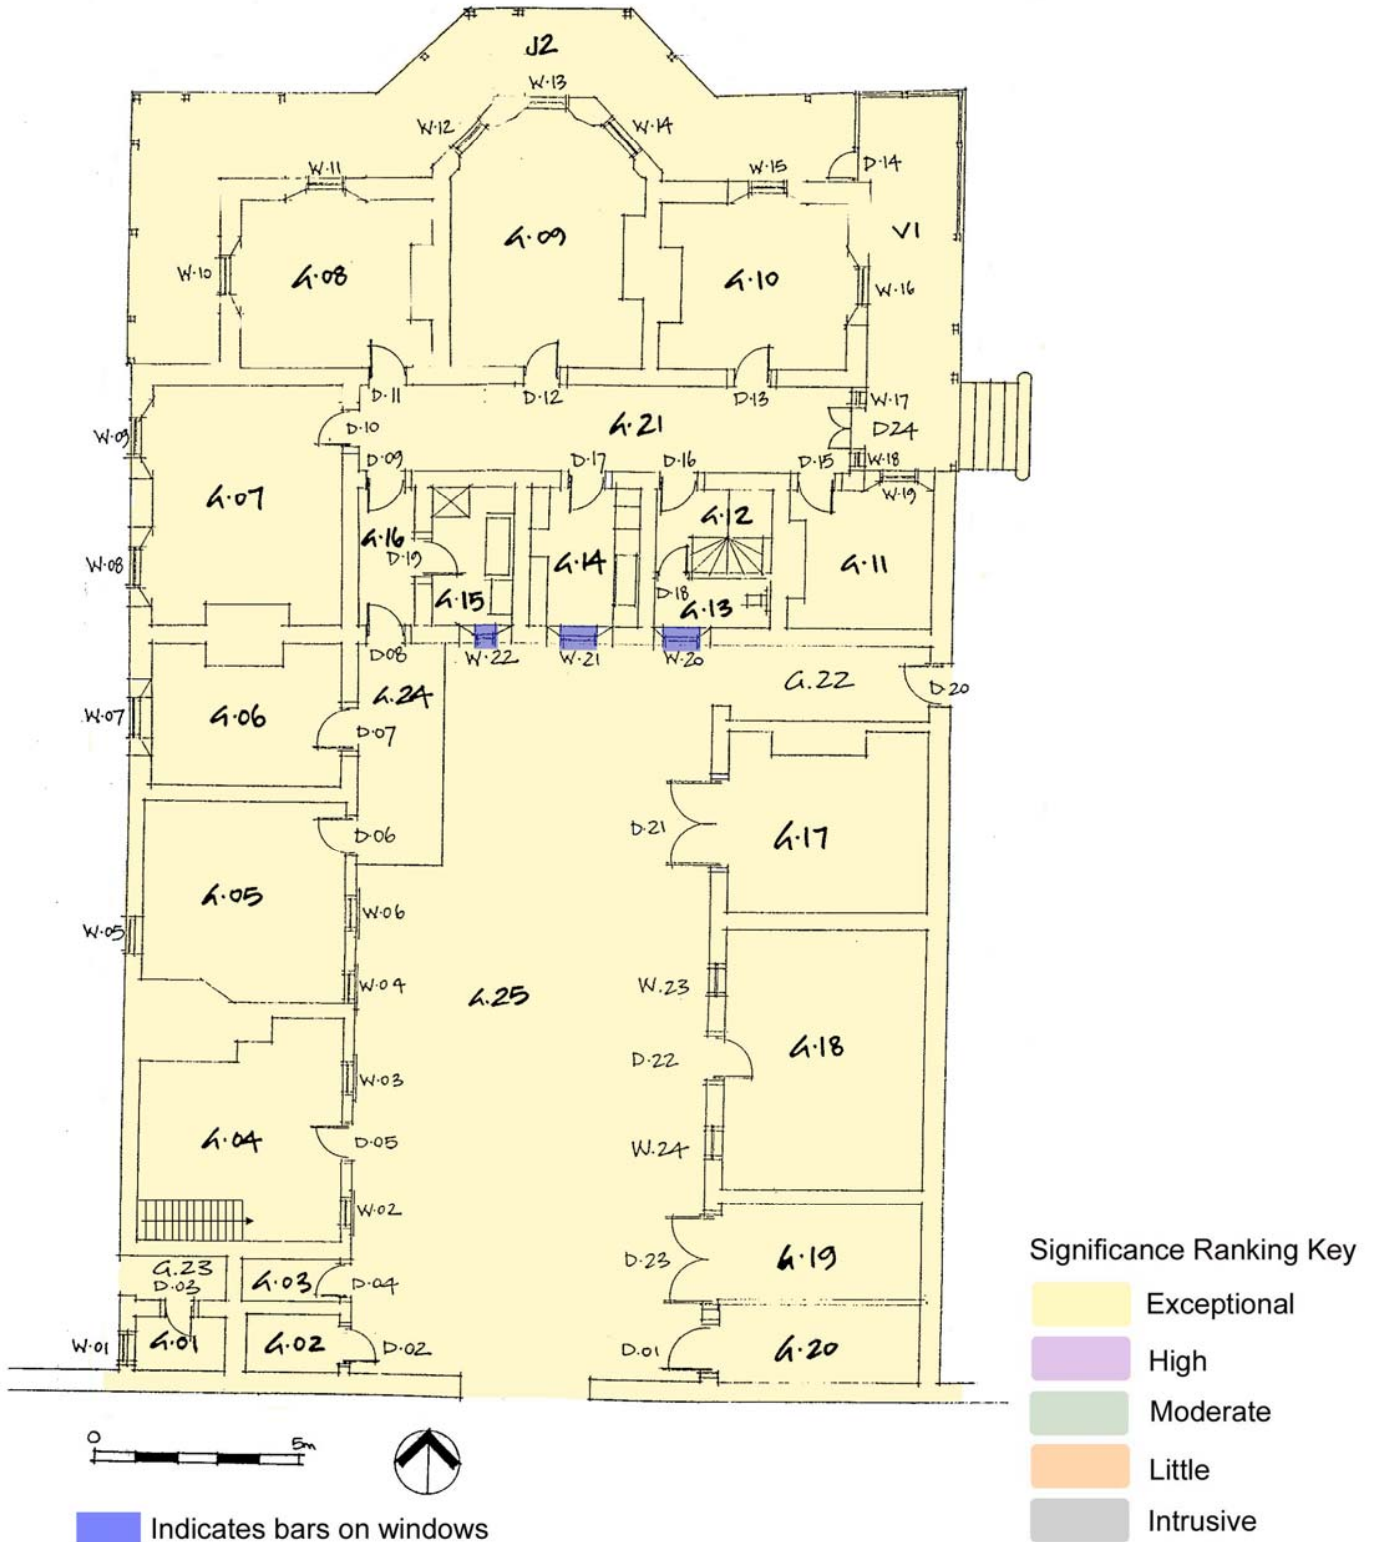 J2
W.13
W.12
W.14
W.11
W.15
D.14
G.09
V1
W.10
G.08
G.10
W.16
D.11
D.12
D.13
W.17
D.10
G.21
D24
W.09
D.09
D.17
D.16
D.15
W.18
W.19
G.07
G.12
G.16
D.19
G.14
G.11
W.08
D.18
G.15
G.13
D08
W.22
W.21
W.20
G.22
D.20
G.24
W.07
G.06
D.07
D.21
D.06
G.17
G.05
W.06
W.05
W.04
W.23
G.25
G.18
D.22
W.03
G.04
D.05
W.24
W.02
D.23
G.19
G.23
D.03
G.03
D.04
W.01
G.01
G.02
D.02
D.01
G.20
0 5m
Indicates bars on windows
Significance Ranking Key
Exceptional
High
Moderate
Little
Intrusive